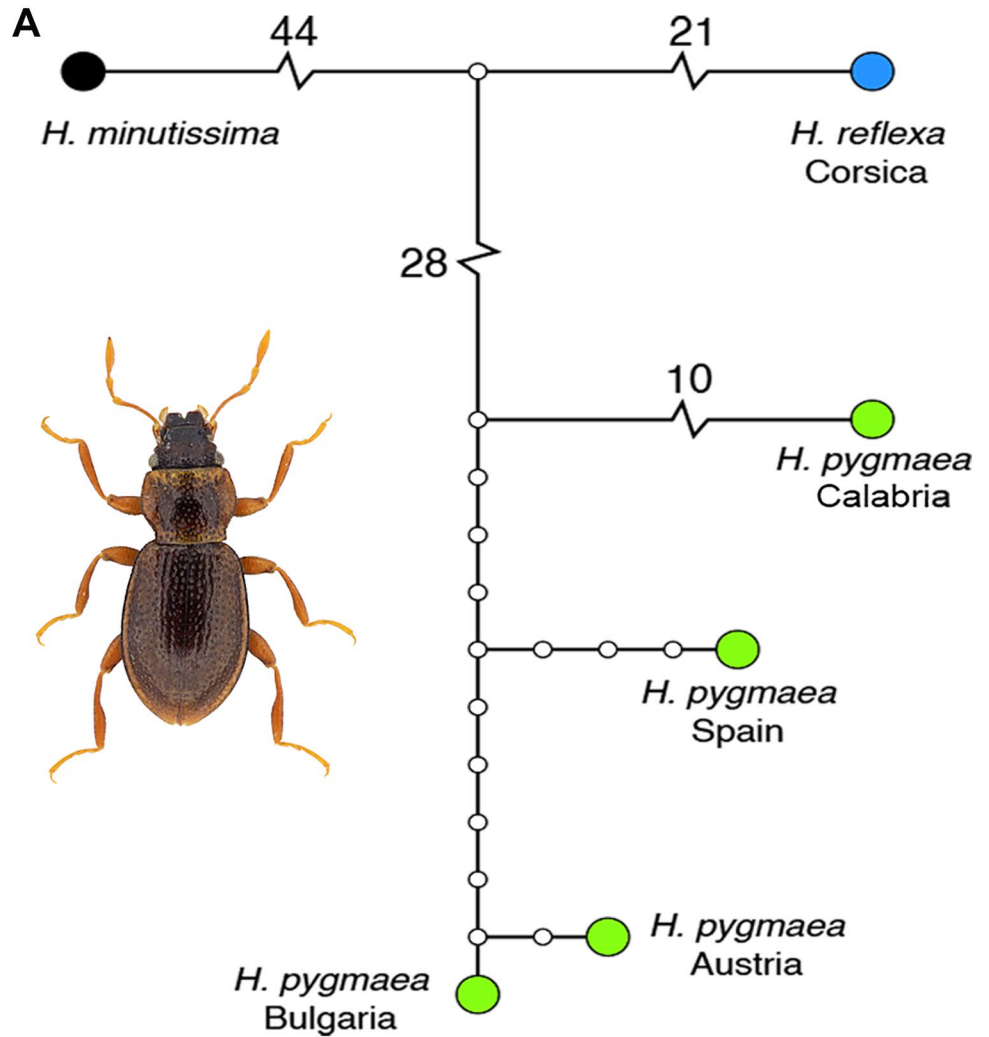 A
44
21
H. minutissima
H. reflexa
Corsica
28
10
H. pygmaea
Calabria
H. pygmaea
Spain
H. pygmaea
Austria
H. pygmaea
Bulgaria